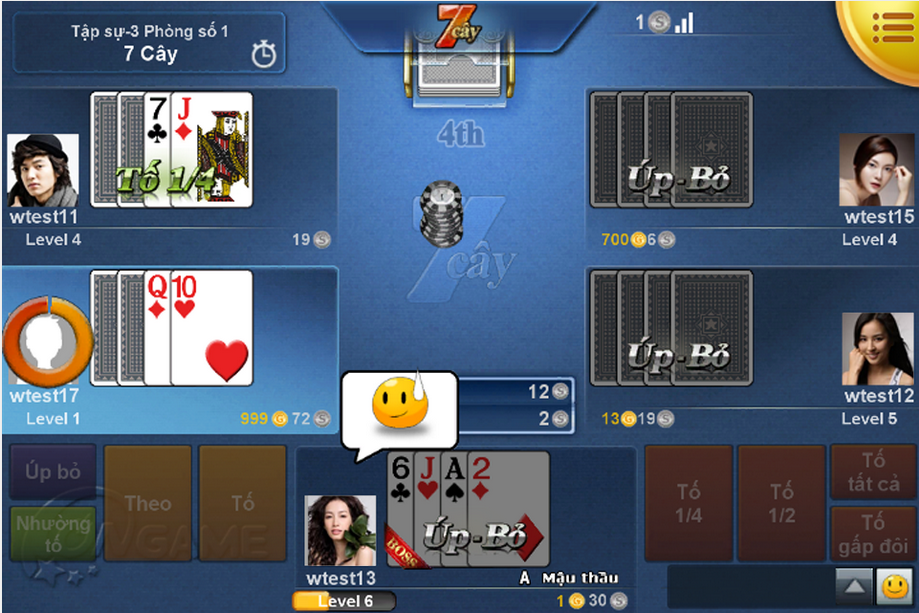 Tập sự-3 Phòng số 1
7 Cây
7 cây
1 S
4th
7 J
Tố 1/4
wtest11
Level 4
19 S
Úp-Bỏ
wtest15
Level 4
700 G 6 S
7 cây
Q 10
wtest17
Level 1
999 G 72 S
Úp-Bỏ
wtest12
Level 5
13 G 19 S
12 S
2 S
Úp bỏ
Theo
Tố
Nhường tố
ONGAME
6 J A 2
Úp-Bỏ
BOSS
wtest13
A Mậu thầu
Level 6
1 G 30 S
Tố
1/4
Tố
1/2
Tố
tất cả
Tố
gấp đôi